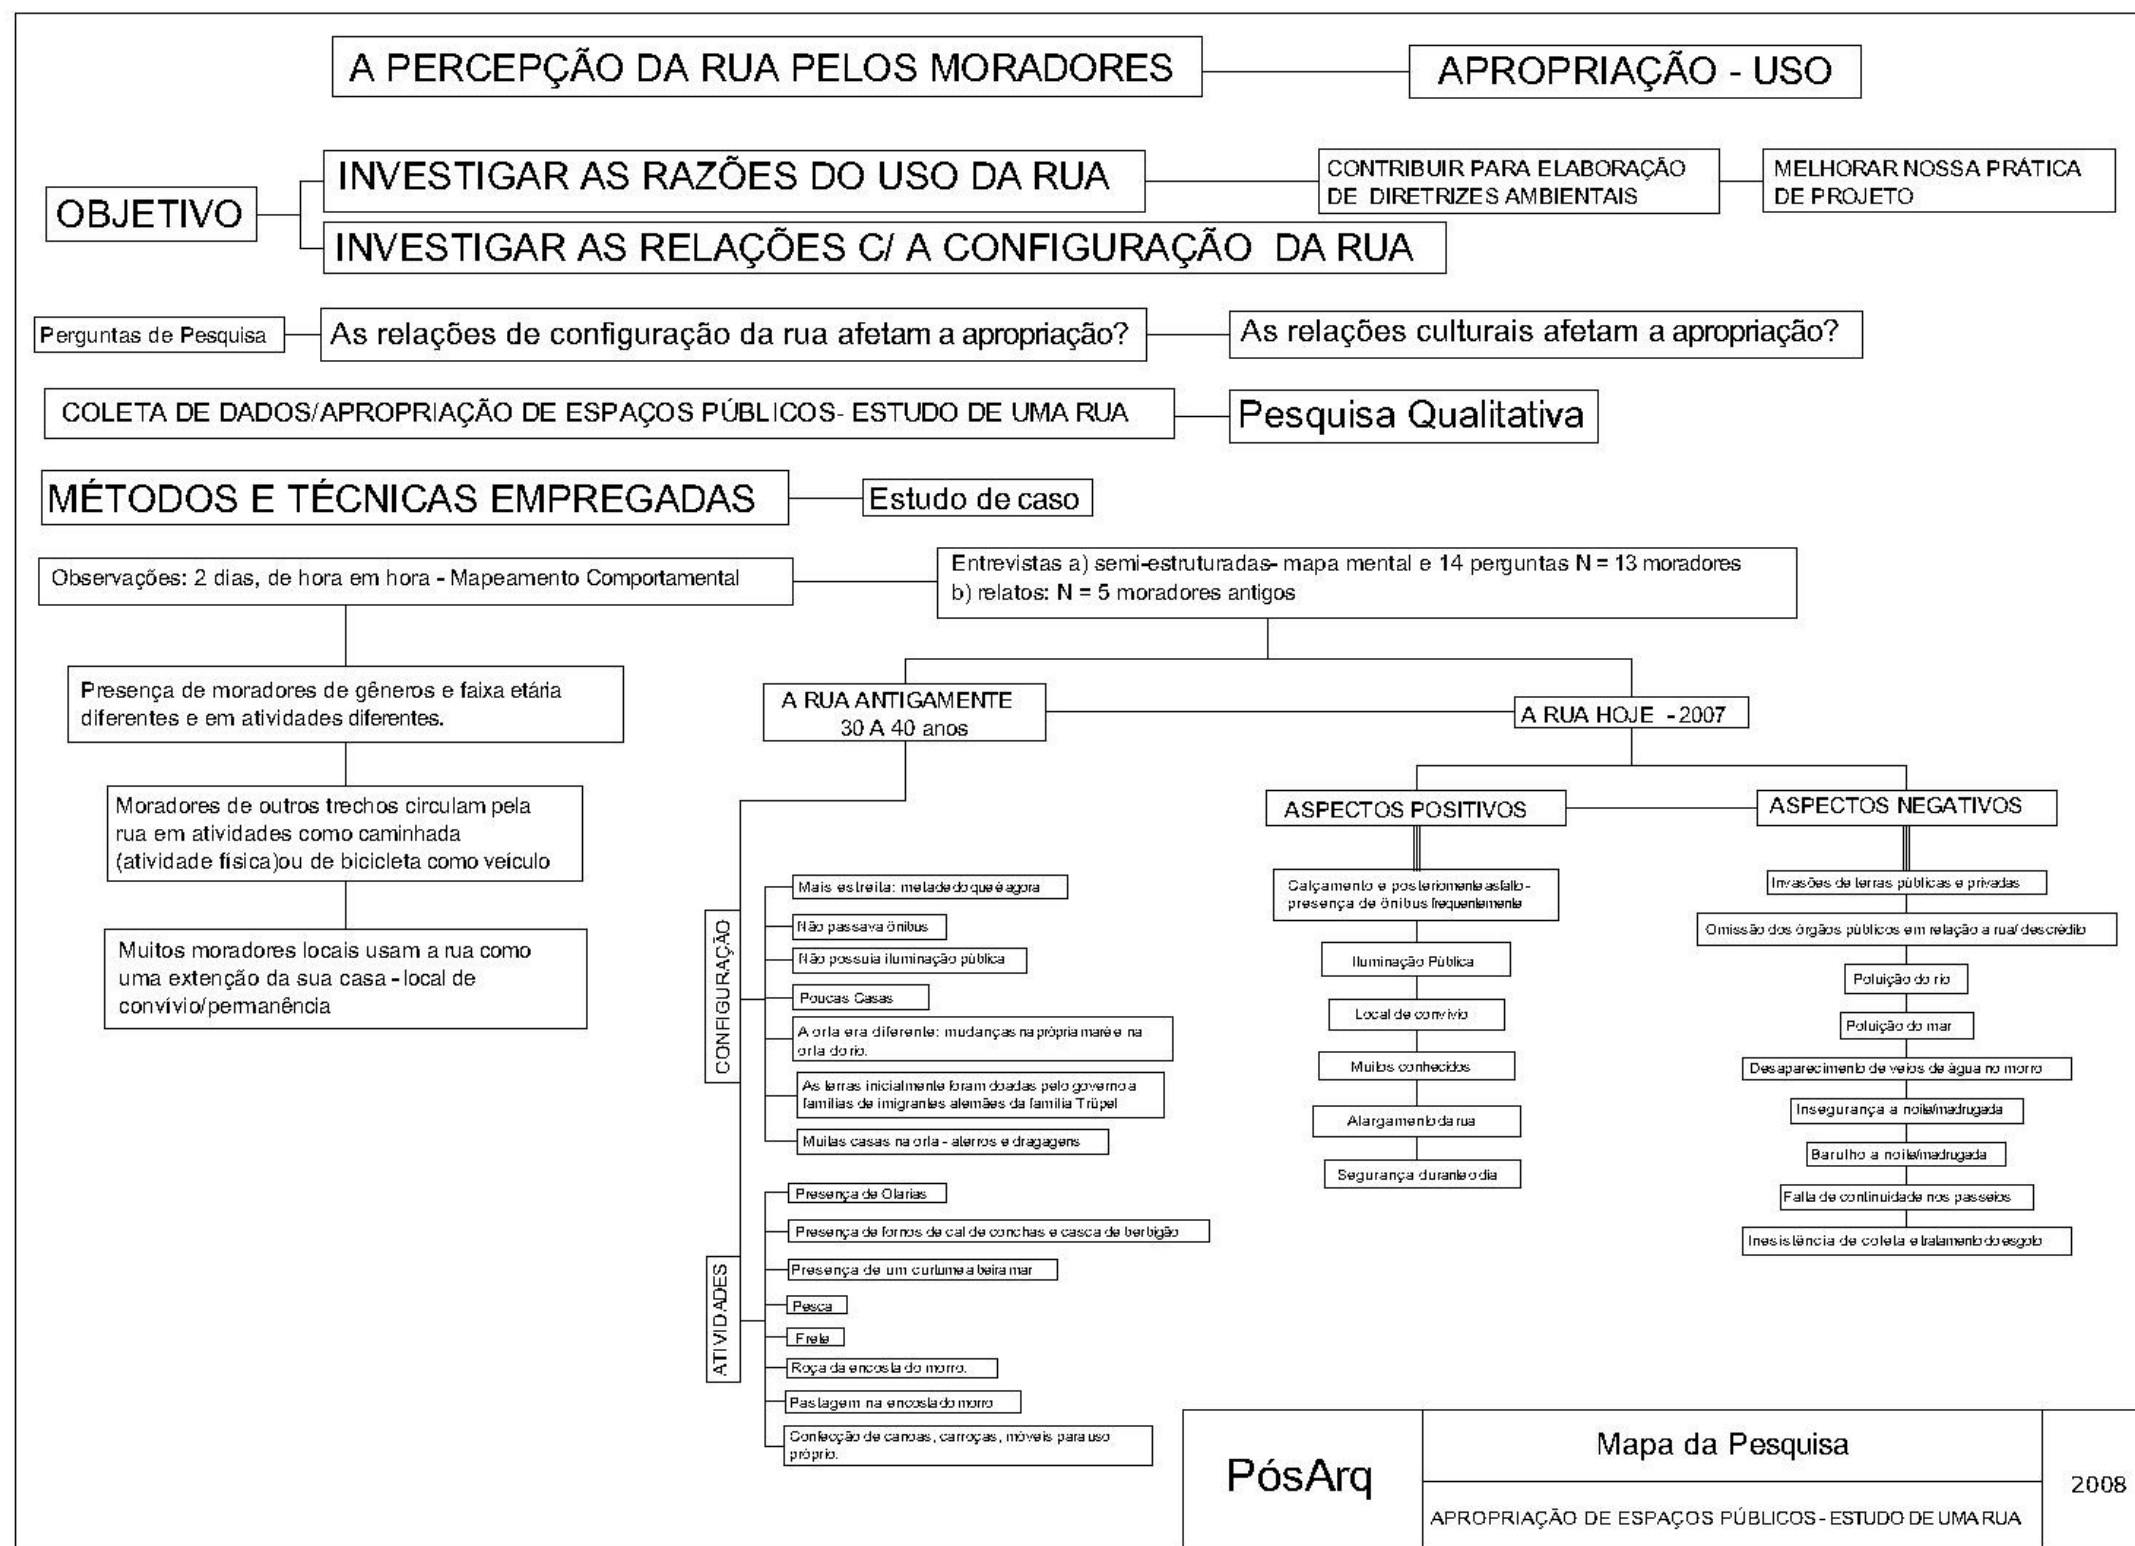 A PERCEPÇÃO DA RUA PELOS MORADORES
APROPRIAÇÃO - USO
OBJETIVO
INVESTIGAR AS RAZÕES DO USO DA RUA
CONTRIBUIR PARA ELABORAÇÃO
DE DIRETRIZES AMBIENTAIS
MELHORAR NOSSA PRÁTICA
DE PROJETO
INVESTIGAR AS RELAÇÕES C/ A CONFIGURAÇÃO DA RUA
Perguntas de Pesquisa
As relações de configuração da rua afetam a apropriação?
As relações culturais afetam a apropriação?
COLETA DE DADOS/APROPRIAÇÃO DE ESPAÇOS PÚBLICOS- ESTUDO DE UMA RUA
Pesquisa Qualitativa
MÉTODOS E TÉCNICAS EMPREGADAS
Estudo de caso
Observações: 2 dias, de hora em hora - Mapeamento Comportamental
Entrevistas a) semi-estruturadas- mapa mental e 14 perguntas N = 13 moradores
b) relatos: N = 5 moradores antigos
Presença de moradores de gêneros e faixa etária
diferentes e em atividades diferentes.
Moradores de outros trechos circulam pela
rua em atividades como caminhada
(atividade física)ou de bicicleta como veículo
Muitos moradores locais usam a rua como
uma extenção da sua casa - local de
convívio/permanência
A RUA ANTIGAMENTE
30 A 40 anos
A RUA HOJE - 2007
CONFIGURAÇÃO
Mais estreita: metade do que é agora
Não passava ônibus
Não possuia iluminação pública
Poucas Casas
A orla era diferente: mudanças na própria maré e na
orla do rio.
As terras inicialmente foram doadas pelo governo a
famílias de imigrantes alemães da família Trüpel
Muitas casas na orla - aterros e dragagens
ATIVIDADES
Presença de Olarias
Presença de fornos de cal de conchas e casca de berbigão
Presença de um curtume a beira mar
Pesca
Frete
Roça da encosta do morro.
Pastagem na encosta do morro
Confecção de canoas, carroças, móveis para uso
próprio.
ASPECTOS POSITIVOS
Calçamento e posteriomente asfalto -
presença de ônibus frequentemente
Iluminação Pública
Local de convívio
Muitos conhecidos
Alargamento da rua
Segurança durante o dia
ASPECTOS NEGATIVOS
Invasões de terras públicas e privadas
Omissão dos órgãos públicos em relação a rua/ descrédito
Poluição do rio
Poluição do mar
Desaparecimento de veios de água no morro
Insegurança a noite/madrugada
Barulho a noite/madrugada
Falta de continuidade nos passeios
Inesistência de coleta e tratamento do esgoto
PósArq
Mapa da Pesquisa
APROPRIAÇÃO DE ESPAÇOS PÚBLICOS - ESTUDO DE UMA RUA
2008